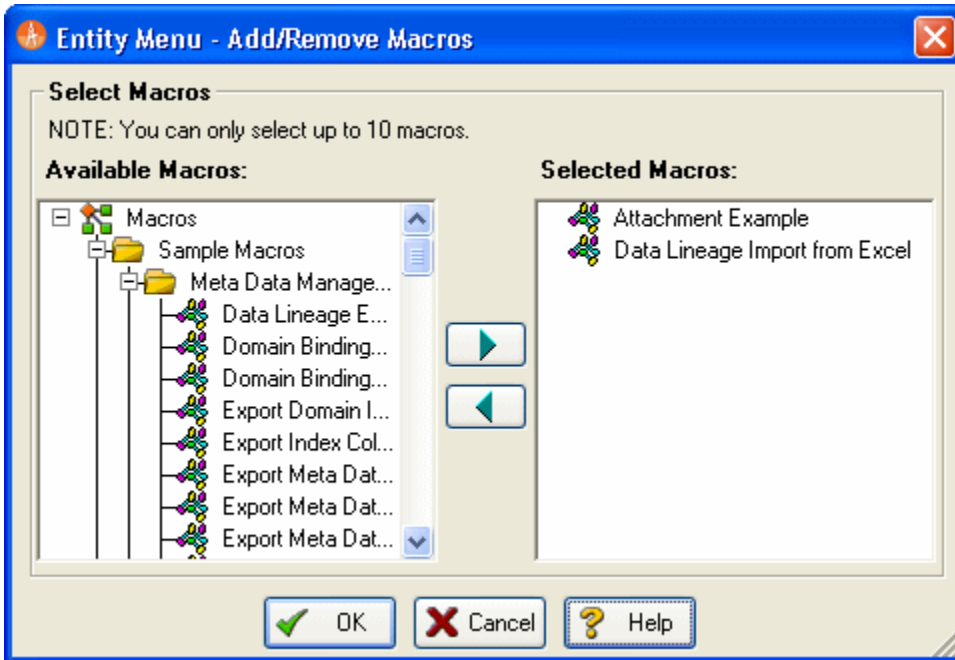 Entity Menu - Add/Remove Macros
Select Macros
NOTE: You can only select up to 10 macros.
Available Macros:
Macros
Sample Macros
Meta Data Manage...
Data Lineage E...
Domain Binding...
Domain Binding...
Export Domain I...
Export Index Col...
Export Meta Dat...
Export Meta Dat...
Export Meta Dat...
Selected Macros:
Attachment Example
Data Lineage Import from Excel
OK
Cancel
Help